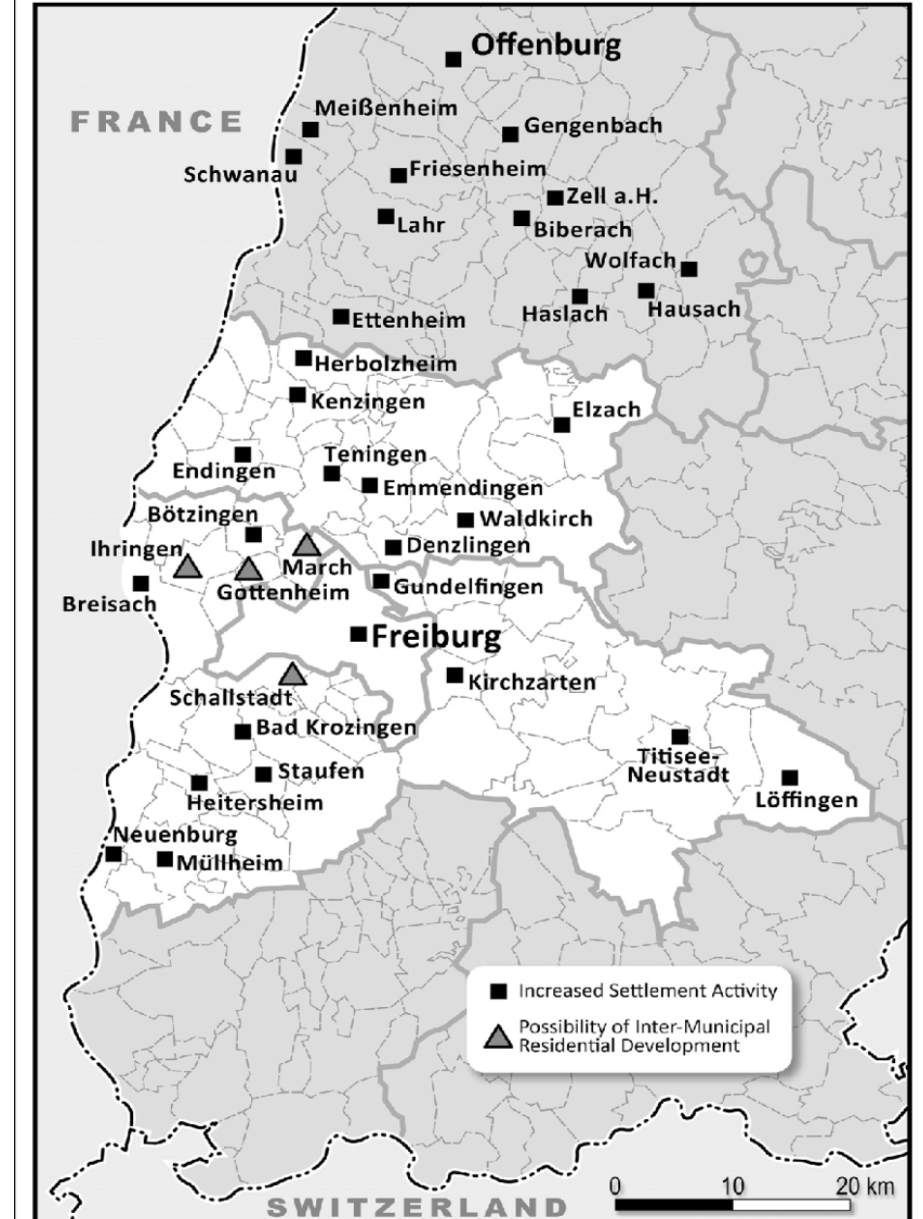 Offenburg
FRANCE
Meißenheim
Gengenbach
Schwanau
Friesenheim
Zell a.H.
Lahr
Biberach
Wolfach
Haslach
Hausach
Ettenheim
Herbolzheim
Kenzingen
Elzach
Endingen
Teningen
Emmendingen
Bötzingen
Waldkirch
Ihringen
Denzlingen
March
Gottenheim
Gundelfingen
Breisach
Freiburg
Kirchzarten
Schallstadt
Bad Krozingen
Titisee-
Neustadt
Staufen
Heitersheim
Löffingen
Neuenburg
Müllheim
Increased Settlement Activity
Possibility of Inter-Municipal
Residential Development
0 10 20 km
SWITZERLAND